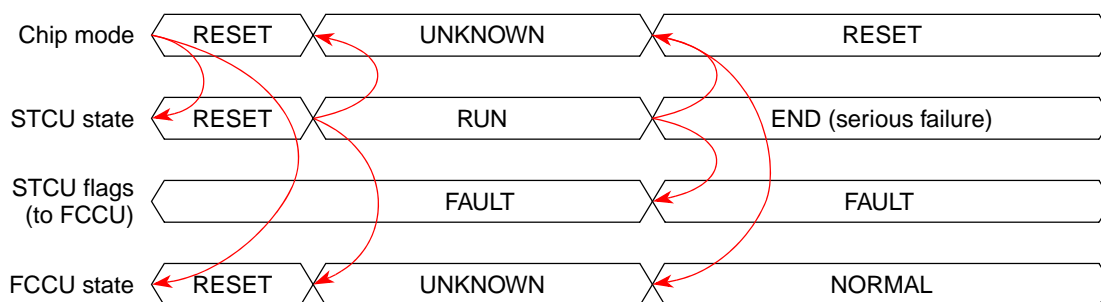 Chip mode
RESET
UNKNOWN
RESET
STCU state
RESET
RUN
END (serious failure)
STCU flags
(to FCCU)
FAULT
FAULT
FCCU state
RESET
UNKNOWN
NORMAL